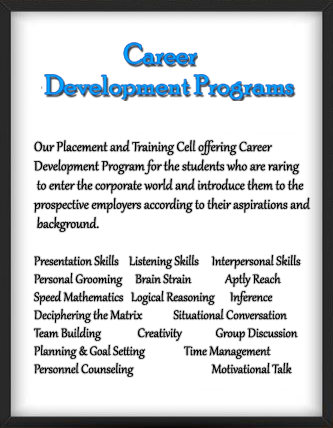 Career
Development Programs
Our Placement and Training Cell offering Career
Development Program for the students who are raring
to enter the corporate world and introduce them to the
prospective employers according to their aspirations and
background.
Presentation Skills Listening Skills Interpersonal Skills
Personal Grooming Brain Strain Aptly Reach
Speed Mathematics Logical Reasoning Inference
Deciphering the Matrix Situational Conversation
Team Building Creativity Group Discussion
Planning & Goal Setting Time Management
Personnel Counseling Motivational Talk